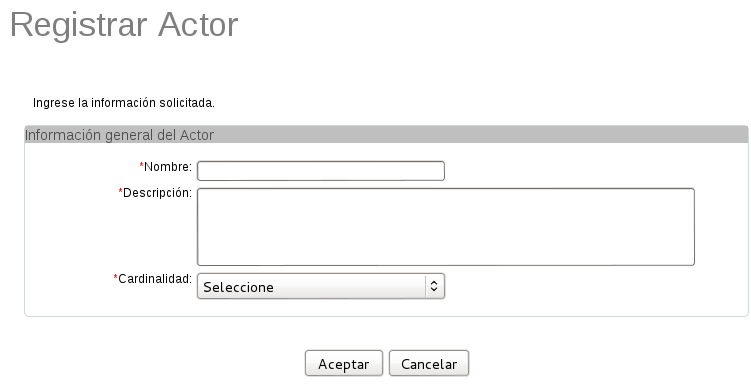 Registrar Actor
Ingrese la información solicitada.
Información general del Actor
*Nombre:
*Descripción:
*Cardinalidad:
Seleccione
Aceptar Cancelar